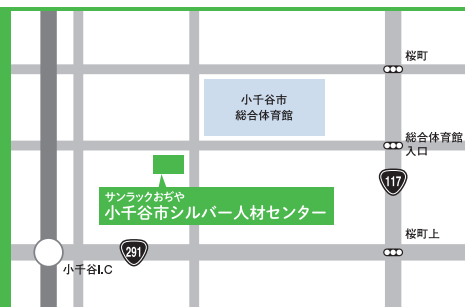 桜町
小千谷市
総合体育館
総合体育館
入口
117
サンラックおぢや
小千谷市シルバー人材センター
桜町上
291
小千谷I.C